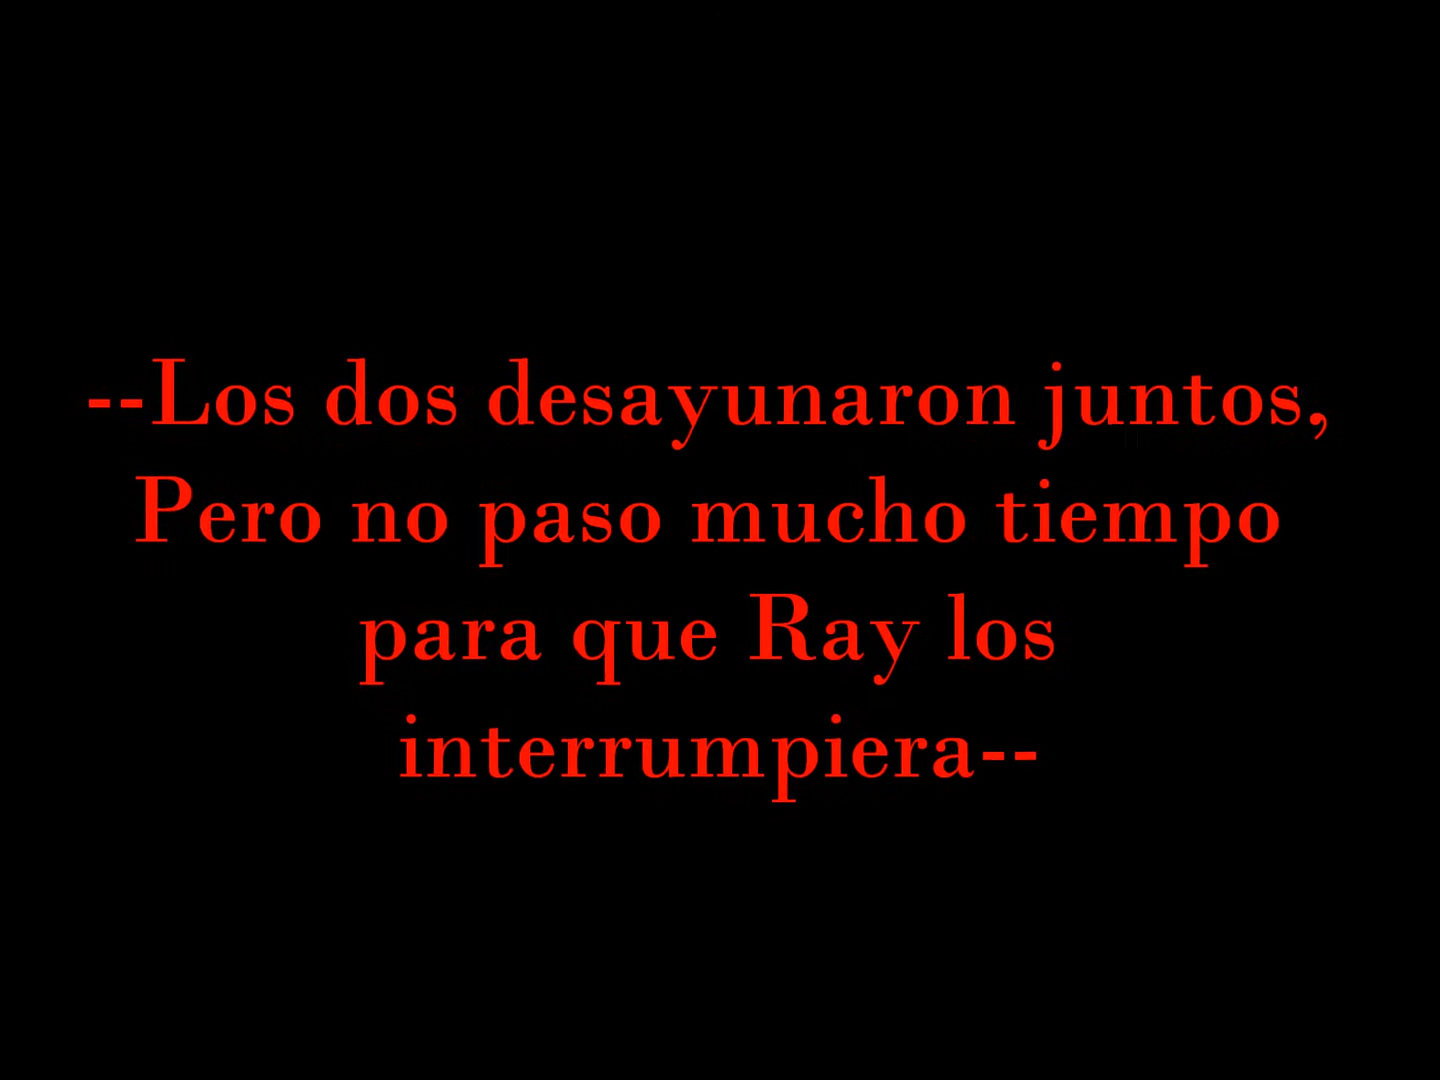 --Los dos desayunaron juntos,
Pero no paso mucho tiempo
para que Ray los
interrumpiera--